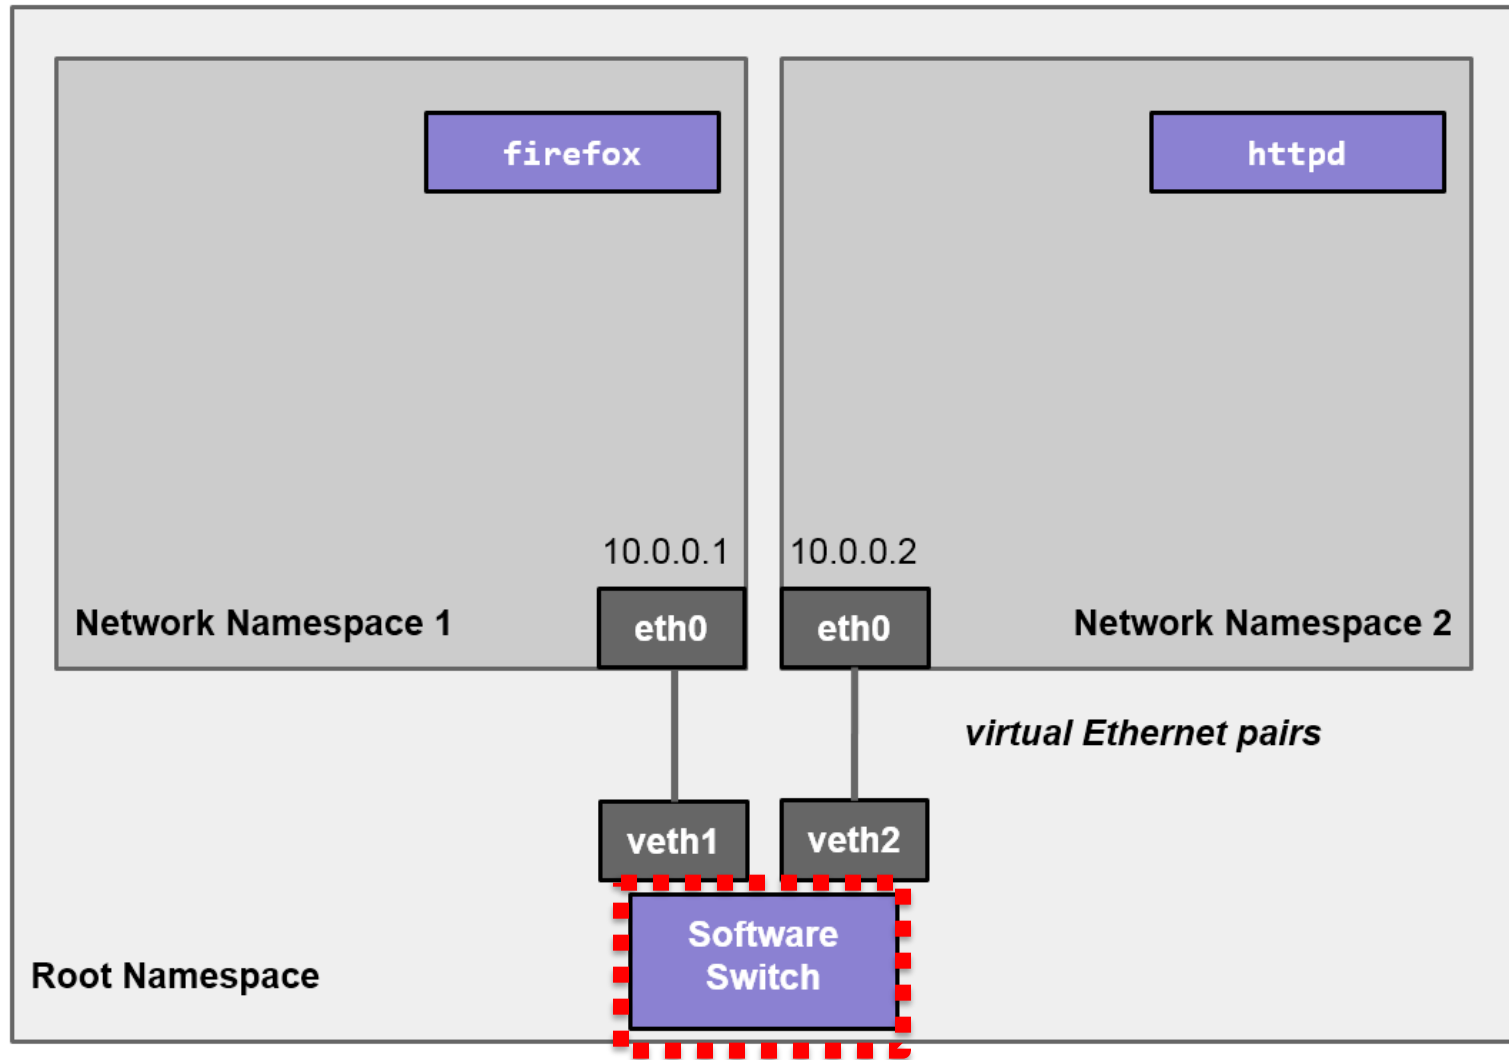 firefox
httpd
10.0.0.1
10.0.0.2
Network Namespace 1
eth0
eth0
Network Namespace 2
virtual Ethernet pairs
veth1
veth2
Software
Switch
Root Namespace